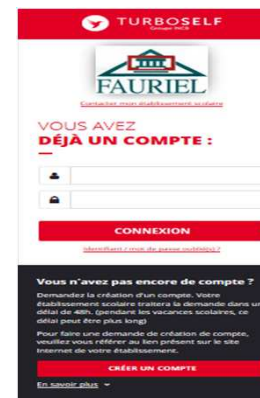 TURBOSELF
Groupe INCB
FAURIEL
Contacter mon établissement scolaire
VOUS AVEZ
DÉJÀ UN COMPTE :
CONNEXION
Identifiant / mot de passe oublié(s) ?
Vous n'avez pas encore de compte ?
Demandez la création d'un compte. Votre
établissement scolaire traitera la demande dans un
délai de 48h. (pendant les vacances scolaires, ce
délai peut être plus long)
Pour faire une demande de création de compte,
veuillez vous référer au lien présent sur le site
Internet de votre établissement.
CRÉER UN COMPTE
En savoir plus